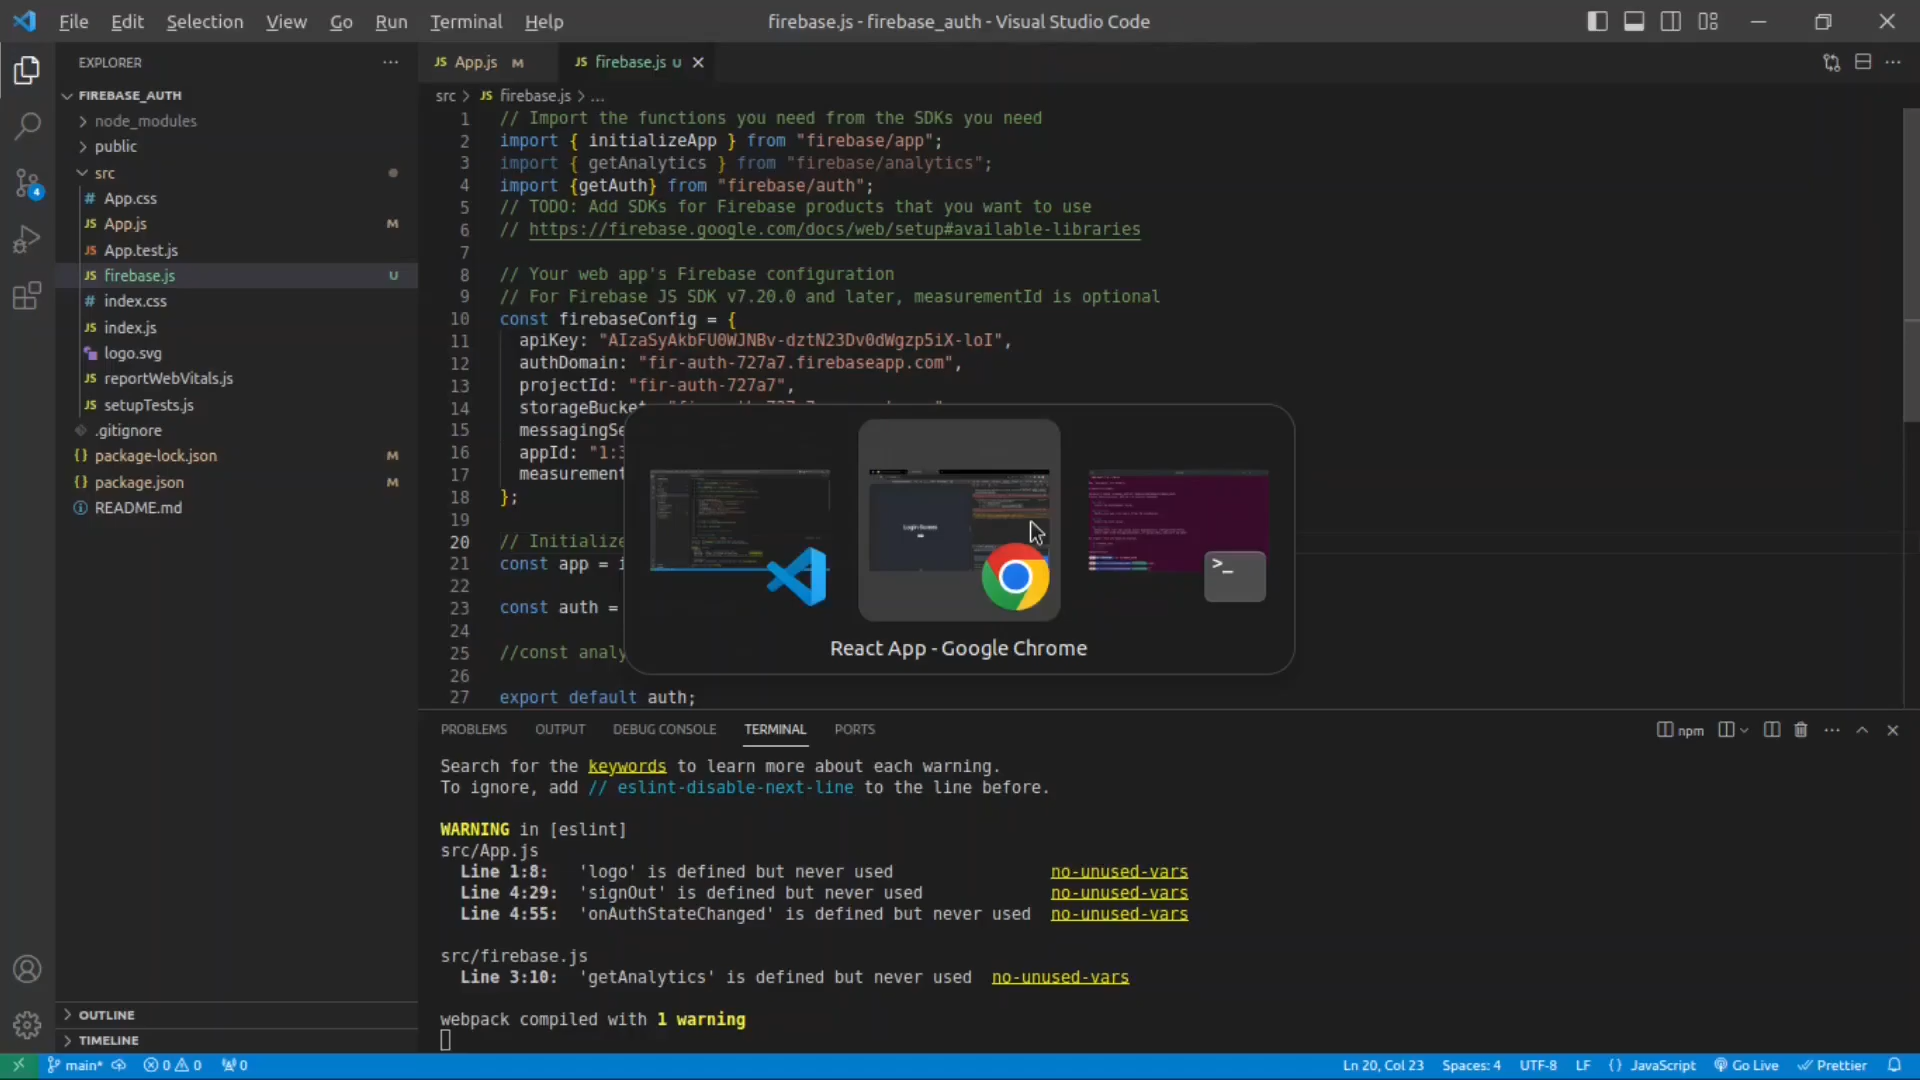 File Edit Selection View Go Run Terminal Help
firebase.js - firebase_auth - Visual Studio Code
EXPLORER
FIREBASE_AUTH
node_modules
public
src
# App.css
JS App.js M
JS App.test.js
JS firebase.js U
# index.css
JS index.js
logo.svg
JS reportWebVitals.js
JS setupTests.js
.gitignore
{} package-lock.json M
{} package.json M
README.md
OUTLINE
TIMELINE
4
JS App.js M
JS firebase.js U
src > JS firebase.js > ...
1 // Import the functions you need from the SDKs you need
2 import { initializeApp } from "firebase/app";
3 import { getAnalytics } from "firebase/analytics";
4 import {getAuth} from "firebase/auth";
5 // TODO: Add SDKs for Firebase products that you want to use
6 // https://firebase.google.com/docs/web/setup#available-libraries
7
8 // Your web app's Firebase configuration
9 // For Firebase JS SDK v7.20.0 and later, measurementId is optional
10 const firebaseConfig = {
11 apiKey: "AIzaSyAkbFU0WJNBv-dztN23Dv0dWgzp5iX-loI",
12 authDomain: "fir-auth-727a7.firebaseapp.com",
13 projectId: "fir-auth-727a7",
14 storageBucket
15 messagingSe
16 appId: "1:3
17 measurement
18 };
19
20 // Initialize
21 const app = i
22
23 const auth =
24
25 //const analy
26
27 export default auth;
Login Screen
>_
React App - Google Chrome
PROBLEMS OUTPUT DEBUG CONSOLE TERMINAL PORTS
npm
Search for the keywords to learn more about each warning.
To ignore, add // eslint-disable-next-line to the line before.
WARNING in [eslint]
src/App.js
Line 1:8: 'logo' is defined but never used no-unused-vars
Line 4:29: 'signOut' is defined but never used no-unused-vars
Line 4:55: 'onAuthStateChanged' is defined but never used no-unused-vars
src/firebase.js
Line 3:10: 'getAnalytics' is defined but never used no-unused-vars
webpack compiled with 1 warning
main* 0 0 0
Ln 20, Col 23 Spaces: 4 UTF-8 LF {} JavaScript Go Live Prettier